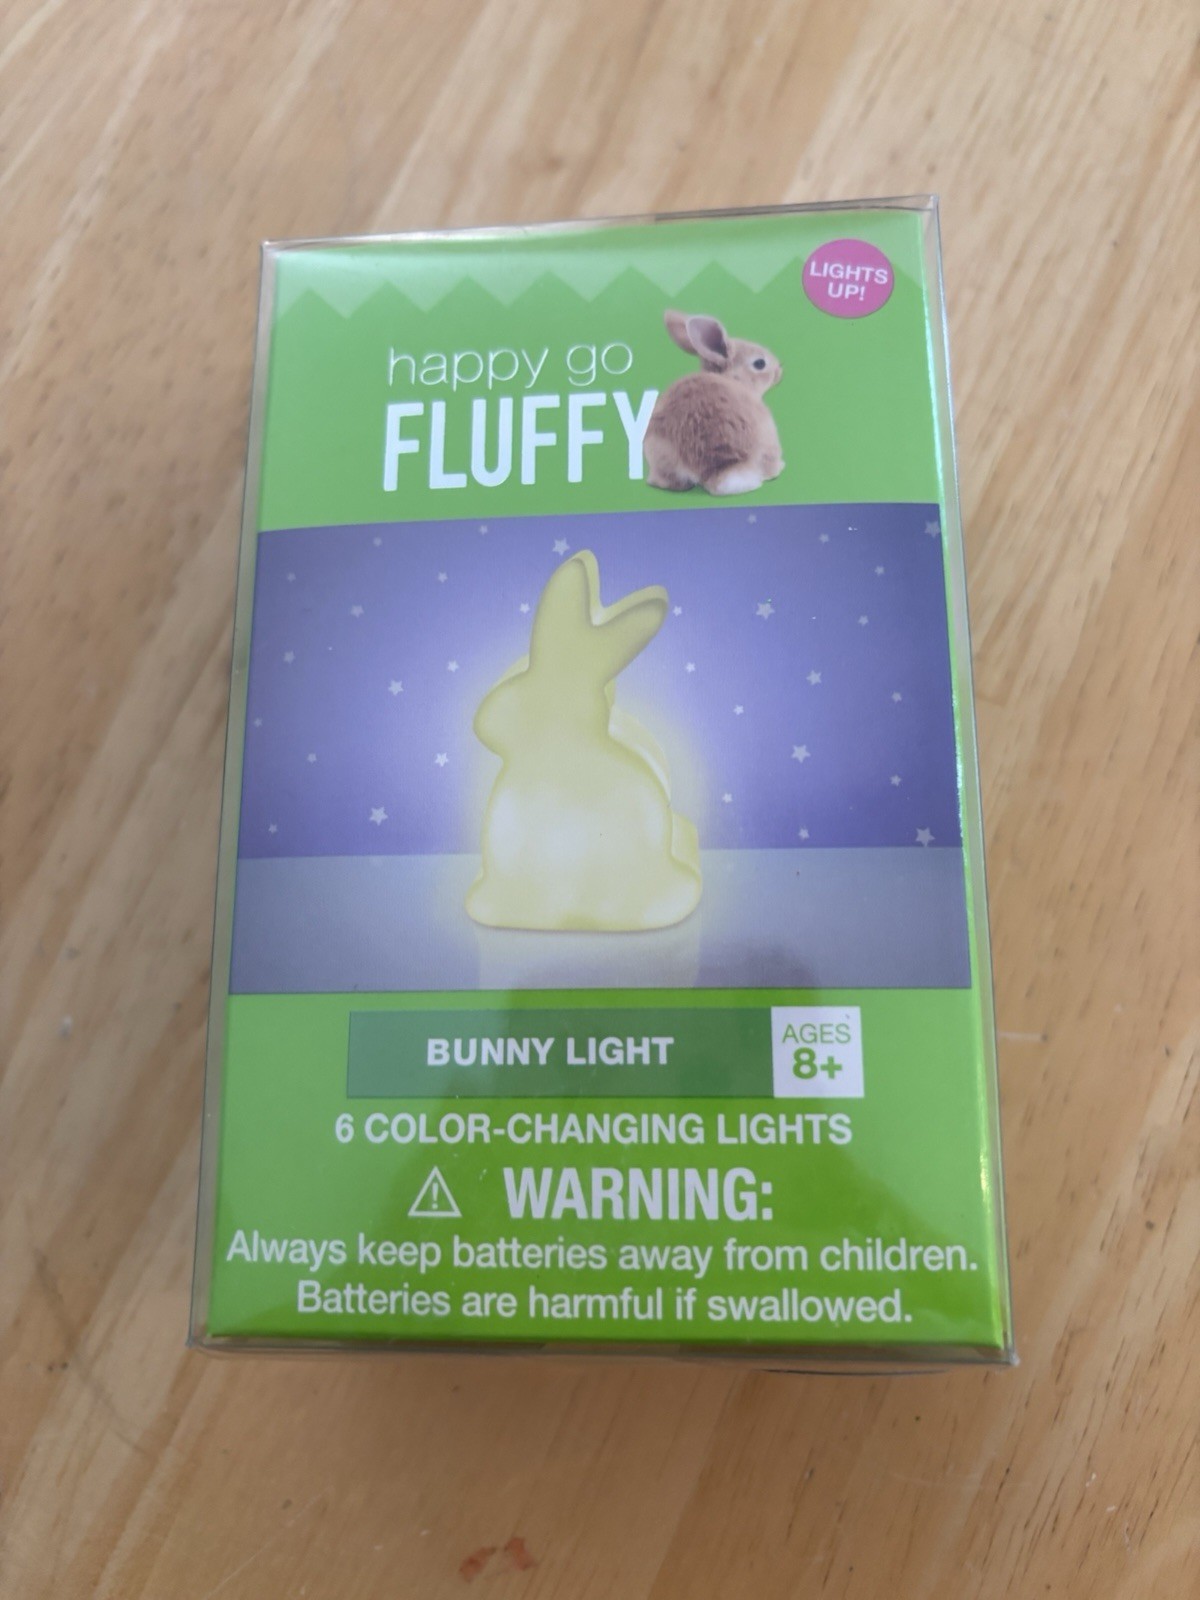 LIGHTS
UP!
happy go
FLUFFY
BUNNY LIGHT
AGES
8+
6 COLOR-CHANGING LIGHTS
WARNING:
Always keep batteries away from children.
Batteries are harmful if swallowed.